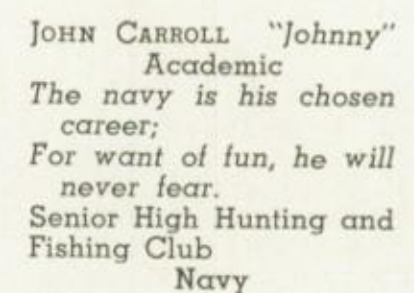 JOHN CARROLL "Johnny"
Academic
The navy is his chosen
career;
For want of fun, he will
never fear.
Senior High Hunting and
Fishing Club
Navy